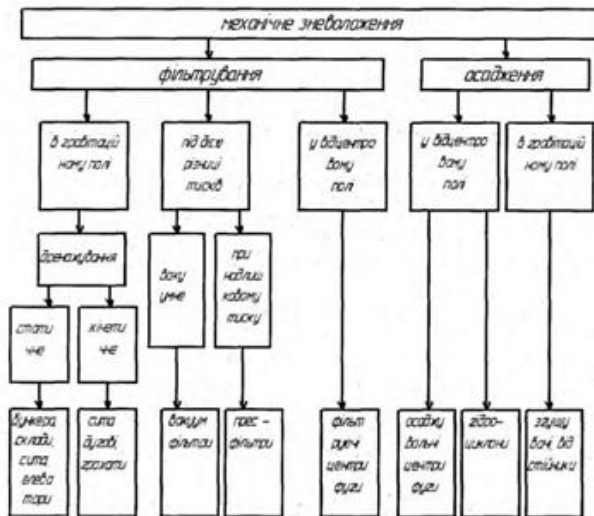 механічне зневоложення
фільтрування
осадження
в гравітацій
ному полі
під дією
різниці
тисків
у відцентро
вому
полі
у відцентро
вому
полі
в гравітацій
ному полі
дренажування
ваку
умне
при
надлиш
ковому
тиску
стати
чне
кінети
чне
бункера,
склади,
сита,
елева
тори
сита
дугові,
грохоти
вакуум
фільтри
прес -
фільтри
фільт
руючі
центри
фуги
осаджу
вальні
центри
фуги
гідро-
циклони
згущу
вачі, від
стійники